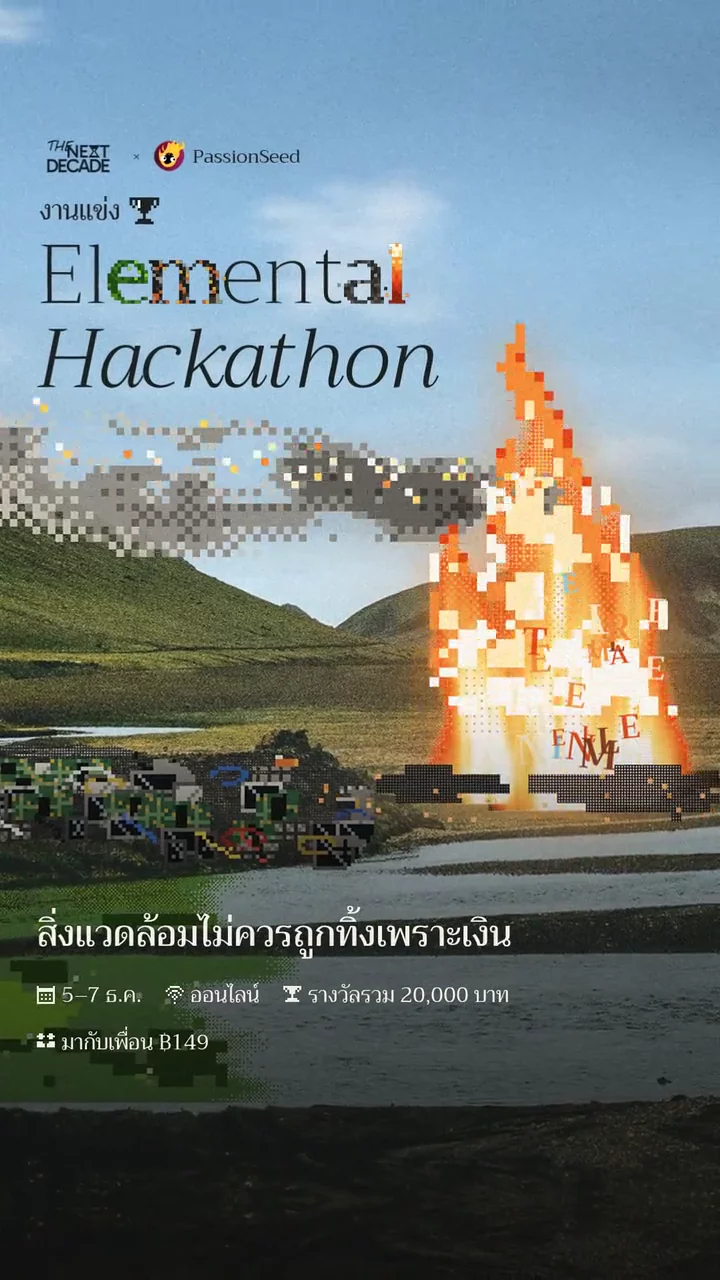 THE NEXT DECADE × PassionSeed
งานแข่ง
Elemental
Hackathon
สิ่งแวดล้อมไม่ควรถูกทิ้งเพราะเงิน
5–7 ธ.ค. ออนไลน์ รางวัลรวม 20,000 บาท
มากับเพื่อน ฿149